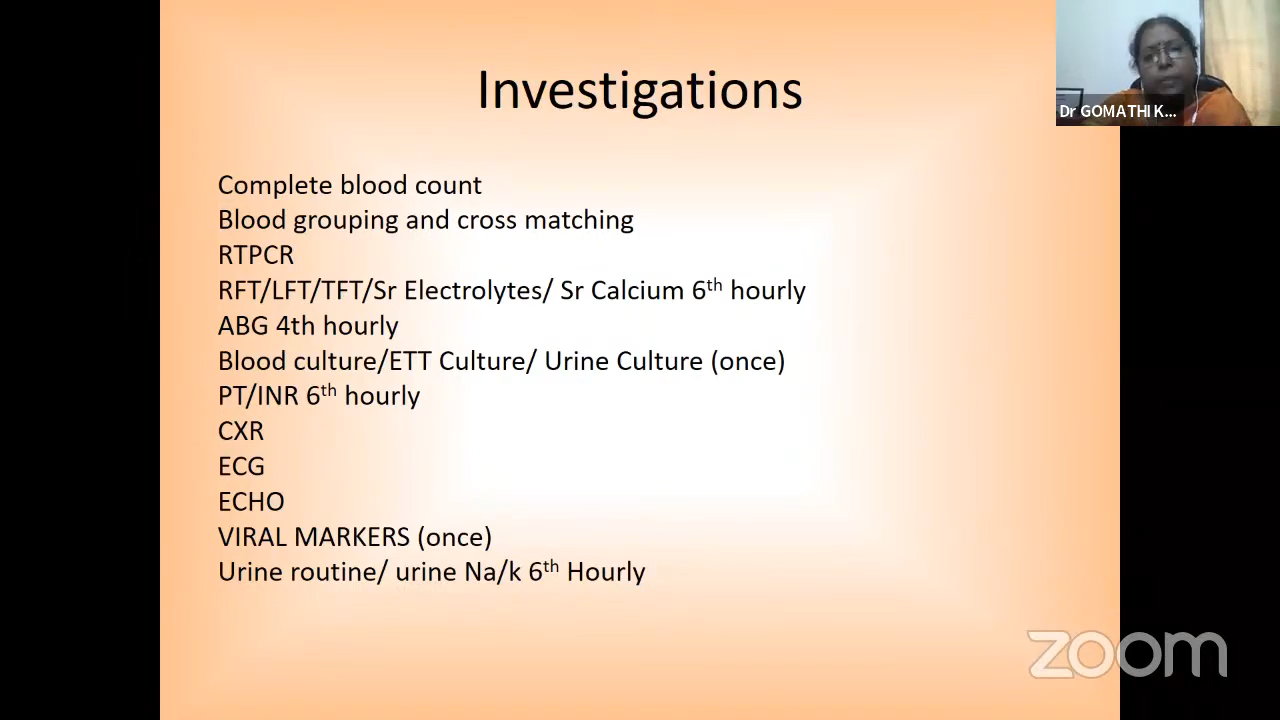 Investigations
Dr GOMATHI K...
Complete blood count
Blood grouping and cross matching
RTPCR
RFT/LFT/TFT/Sr Electrolytes/ Sr Calcium 6th hourly
ABG 4th hourly
Blood culture/ETT Culture/ Urine Culture (once)
PT/INR 6th hourly
CXR
ECG
ECHO
VIRAL MARKERS (once)
Urine routine/ urine Na/k 6th Hourly
zoom